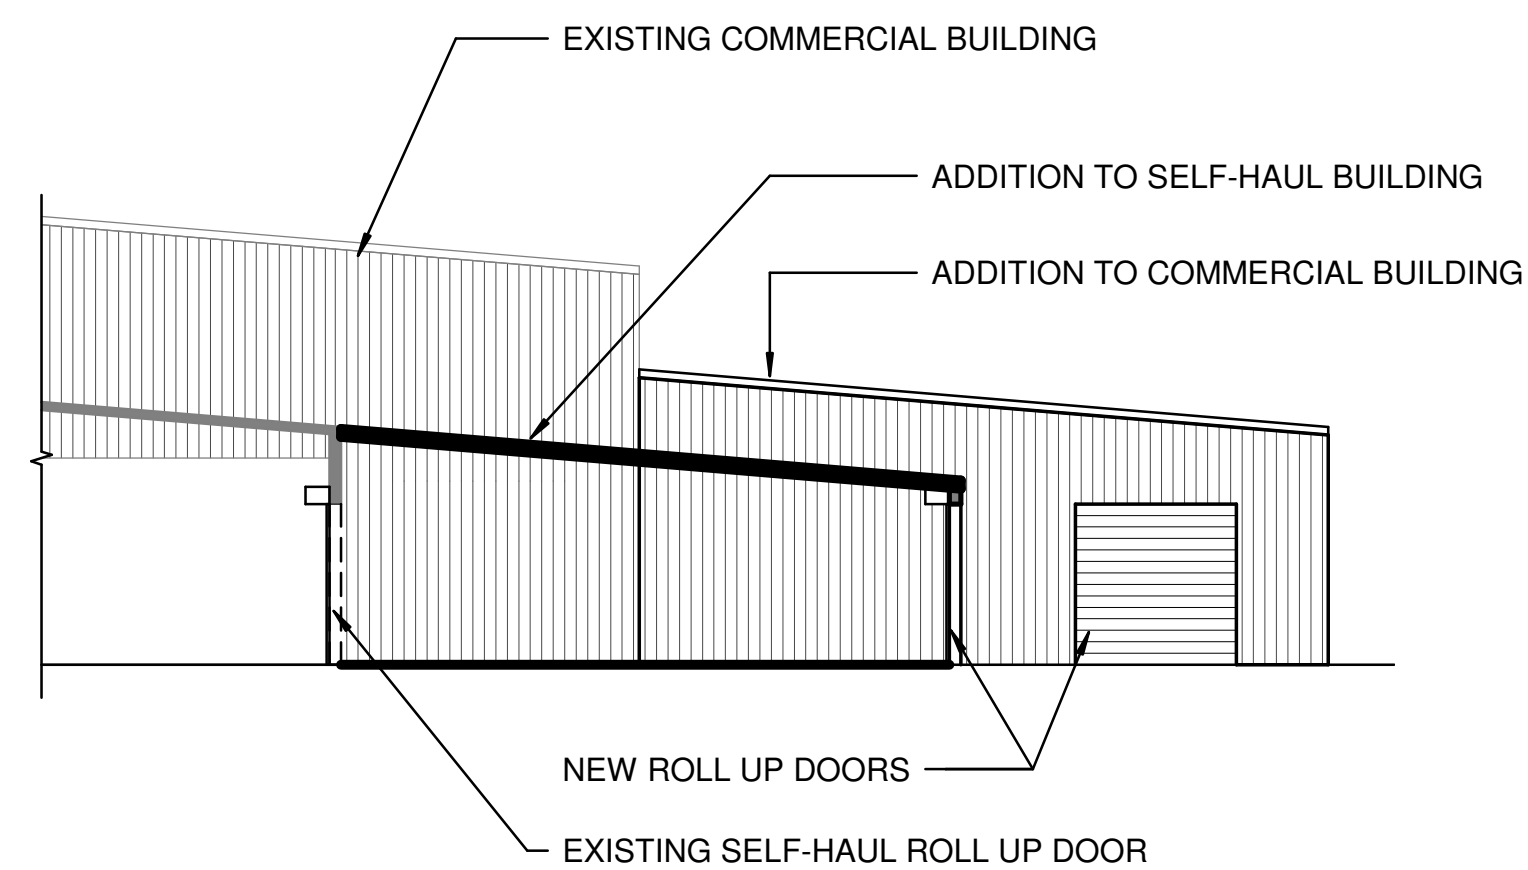 EXISTING COMMERCIAL BUILDING
ADDITION TO SELF-HAUL BUILDING
ADDITION TO COMMERCIAL BUILDING
NEW ROLL UP DOORS
EXISTING SELF-HAUL ROLL UP DOOR